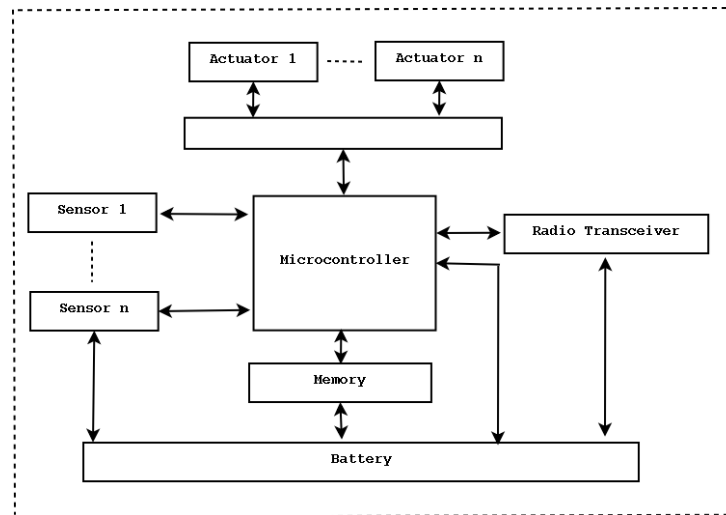 Actuator 1
Actuator n
Sensor 1
Radio Transceiver
Microcontroller
Sensor n
Memory
Battery